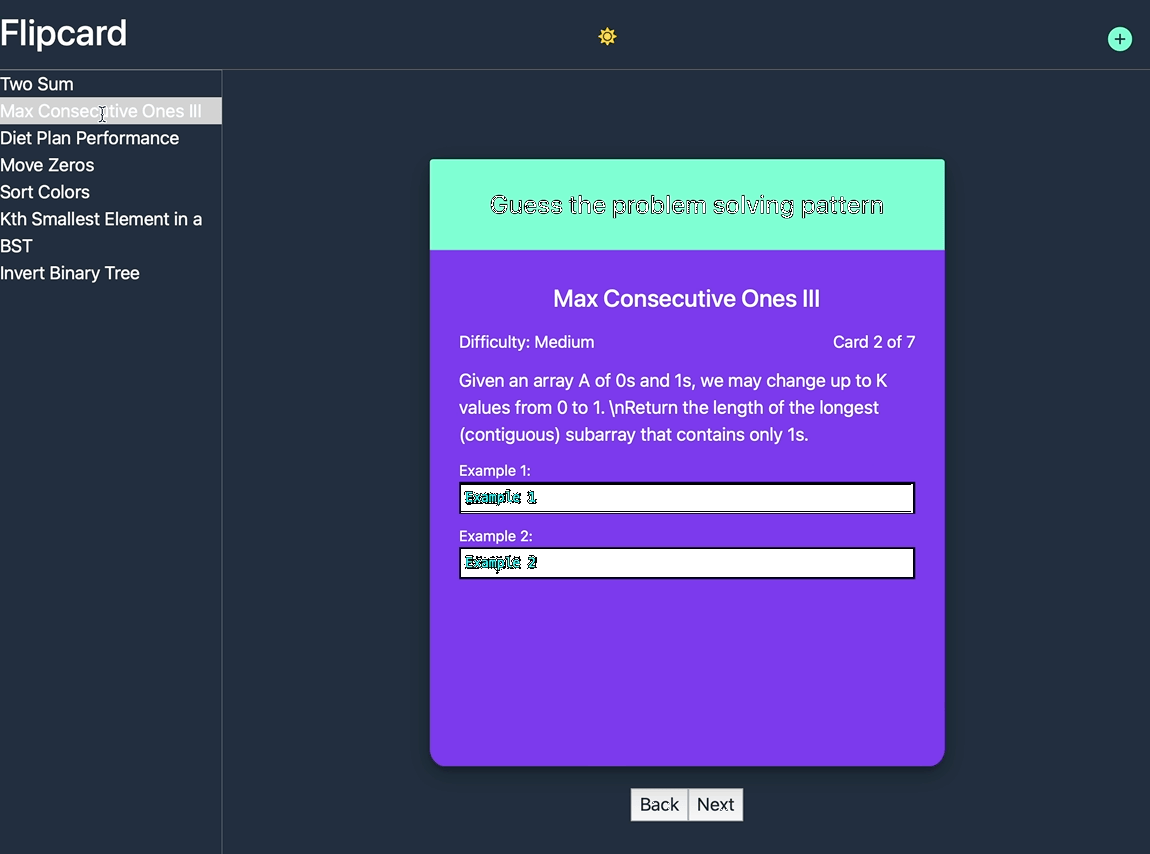 Flipcard
+
Two Sum
Max Consecutive Ones III
Diet Plan Performance
Move Zeros
Sort Colors
Kth Smallest Element in a
BST
Invert Binary Tree
Guess the problem solving pattern
Max Consecutive Ones III
Difficulty: Medium
Card 2 of 7
Given an array A of 0s and 1s, we may change up to K
values from 0 to 1. \nReturn the length of the longest
(contiguous) subarray that contains only 1s.
Example 1:
Example 1
Example 2:
Example 2
Back
Next